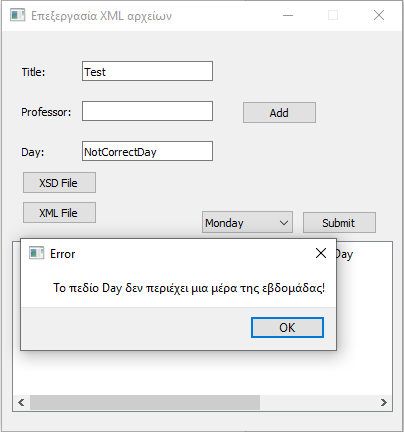 Επεξεργασία XML αρχείων
Title: Test
Professor: Add
Day: NotCorrectDay
XSD File
XML File
Monday Submit
Day
Error
Το πεδίο Day δεν περιέχει μια μέρα της εβδομάδας!
OK